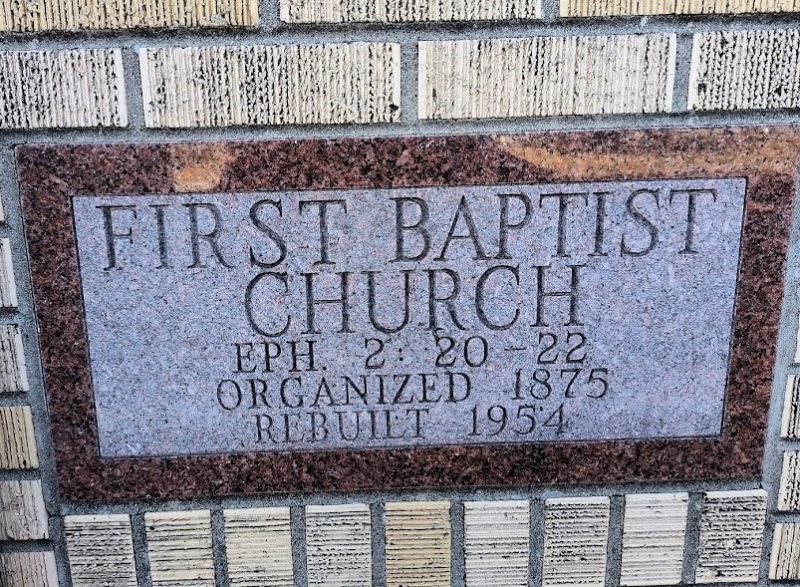 FIRST BAPTIST
CHURCH
EPH. 2: 20-22
ORGANIZED 1875
REBUILT 1954